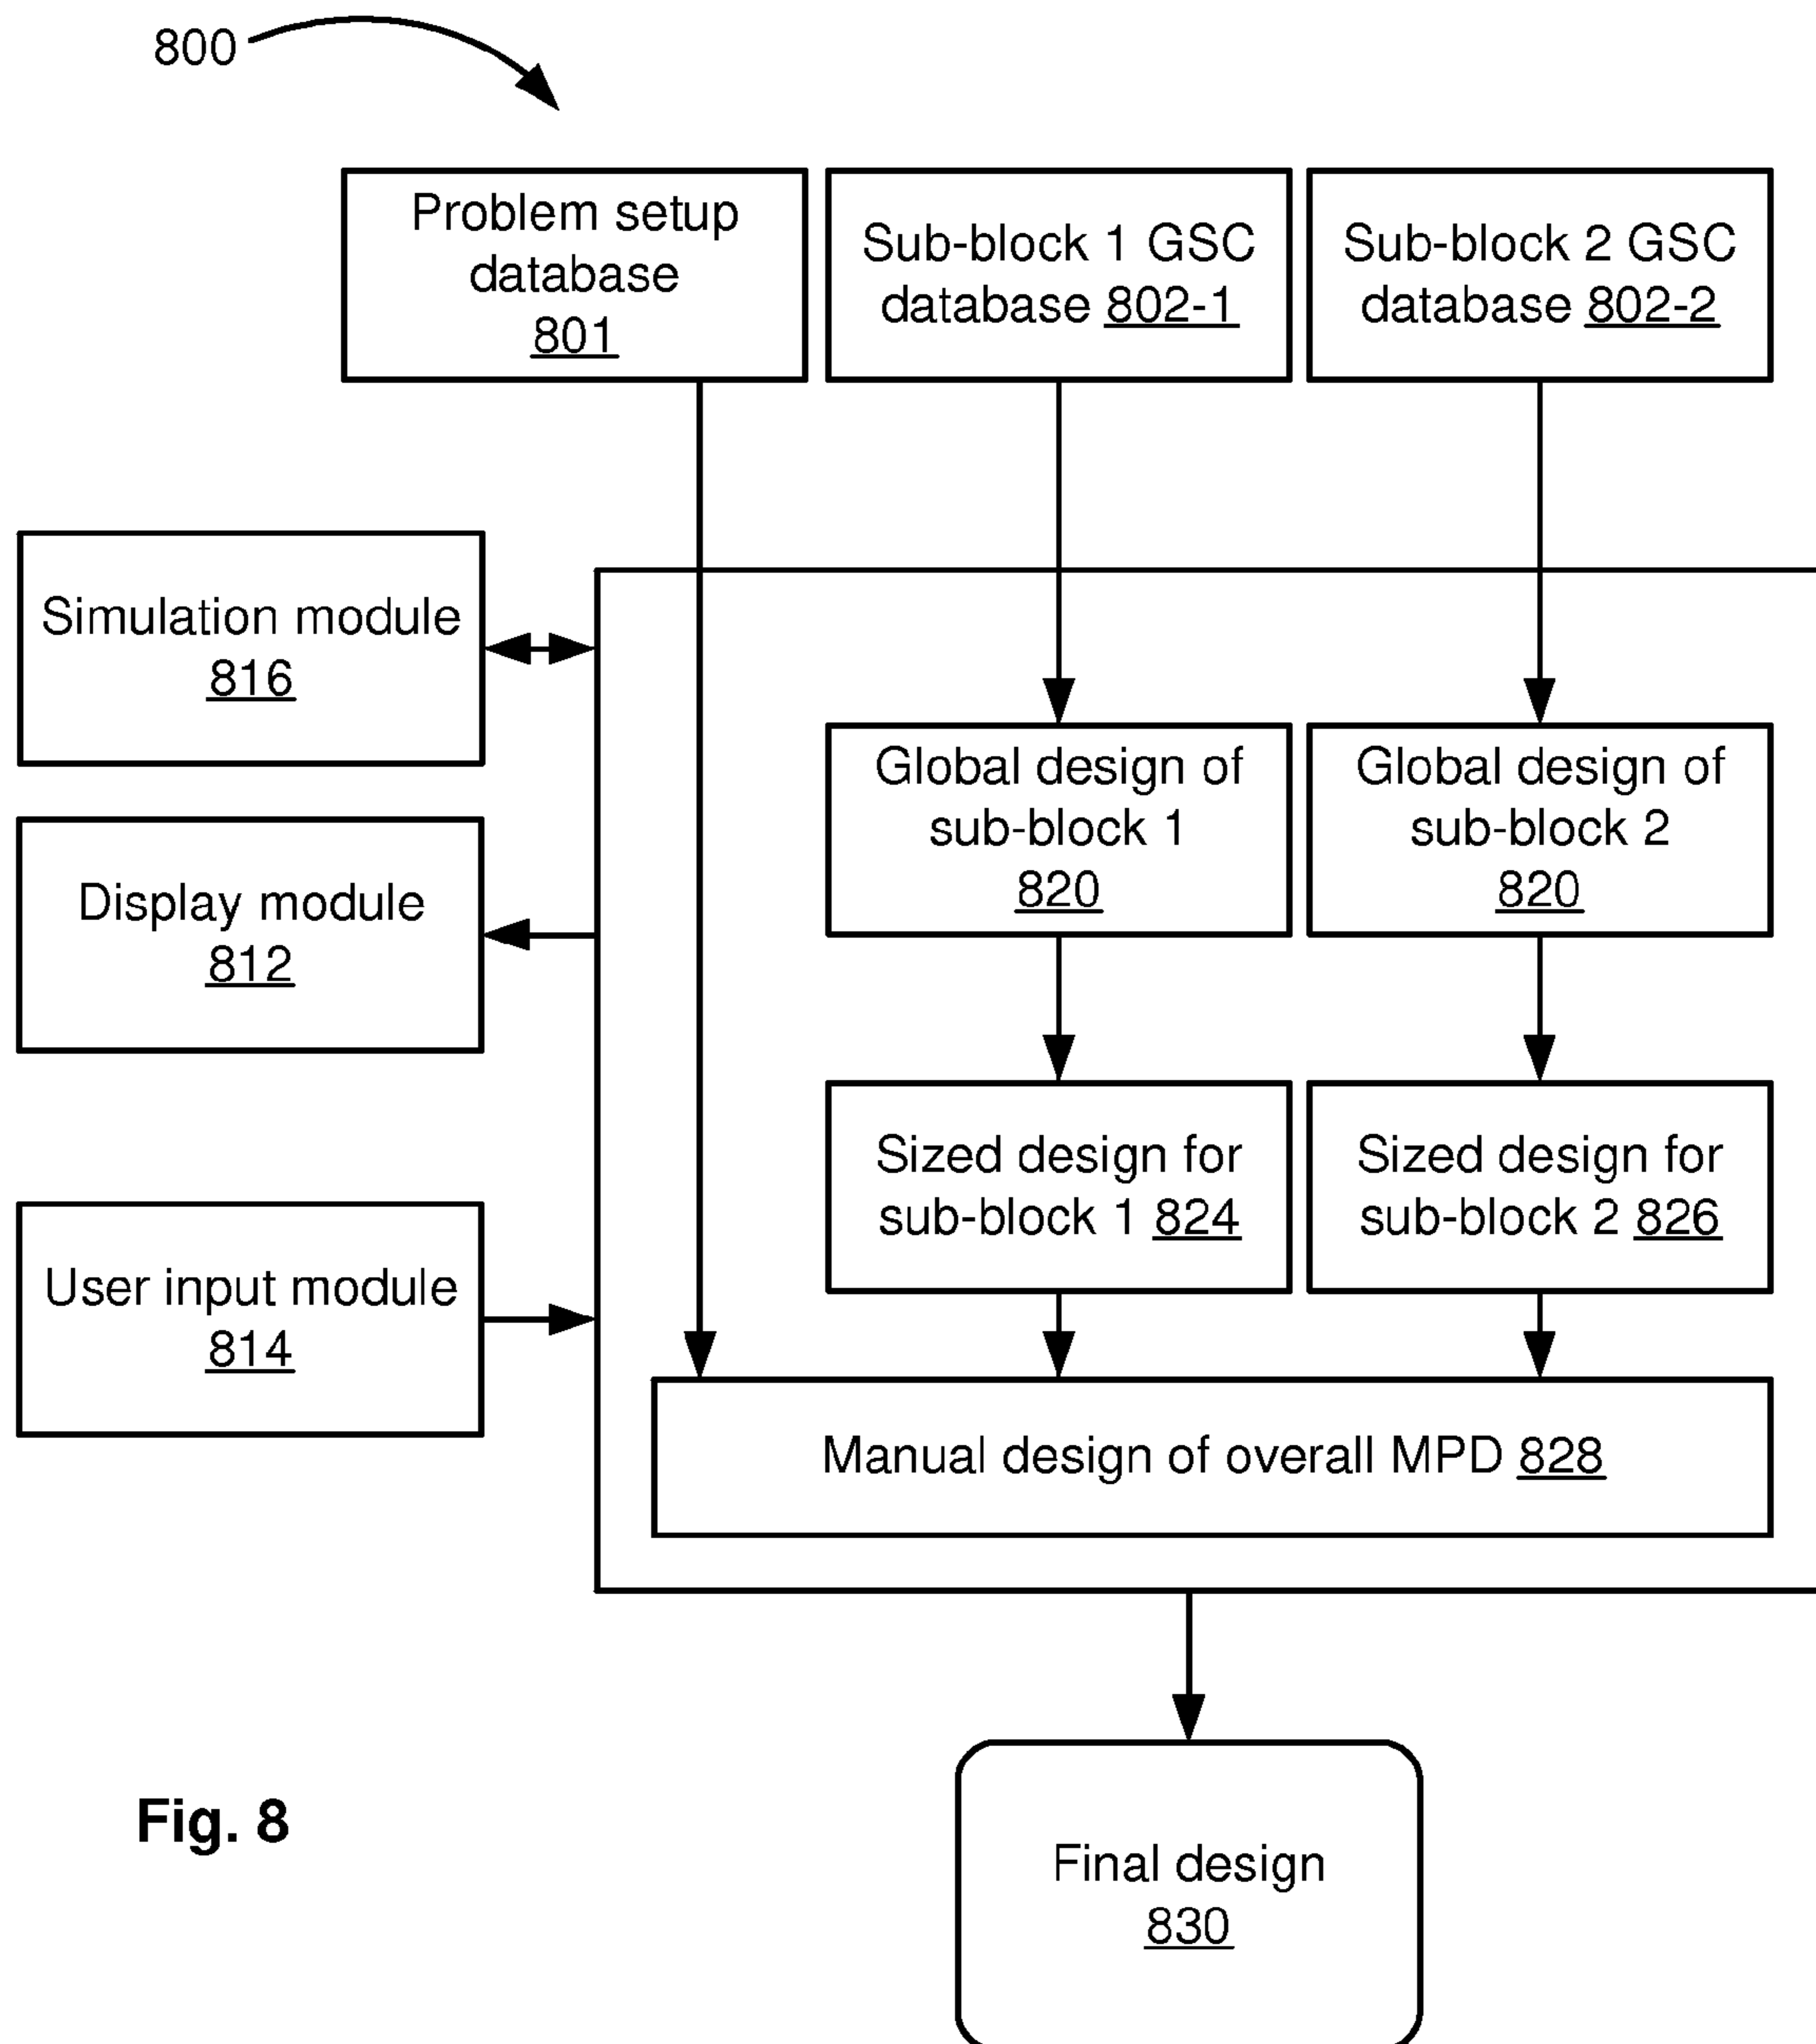 800
Problem setup
database
801
Sub-block 1 GSC
database 802-1
Sub-block 2 GSC
database 802-2
Simulation module
816
Global design of
sub-block 1
820
Global design of
sub-block 2
820
Display module
812
Sized design for
sub-block 1 824
Sized design for
sub-block 2 826
User input module
814
Manual design of overall MPD 828
Fig. 8
Final design
830